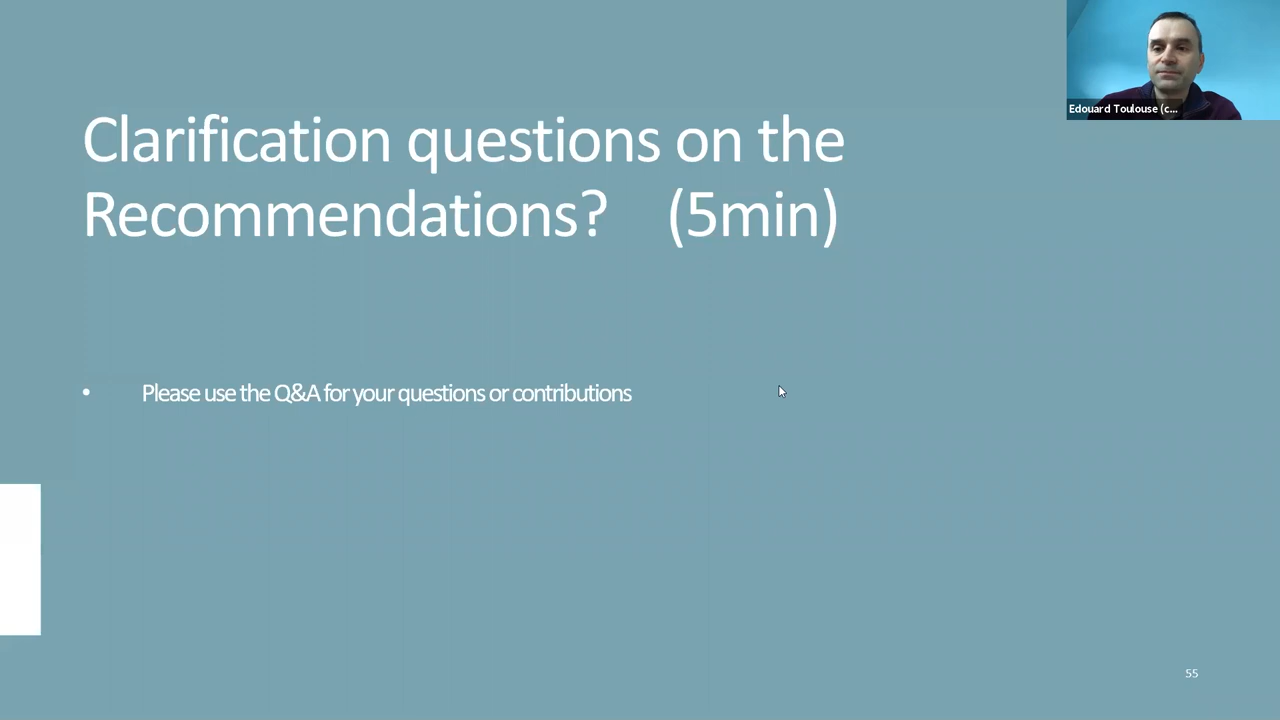 Edouard Toulouse (c...
Clarification questions on the
Recommendations? (5min)
• Please use the Q&A for your questions or contributions
55